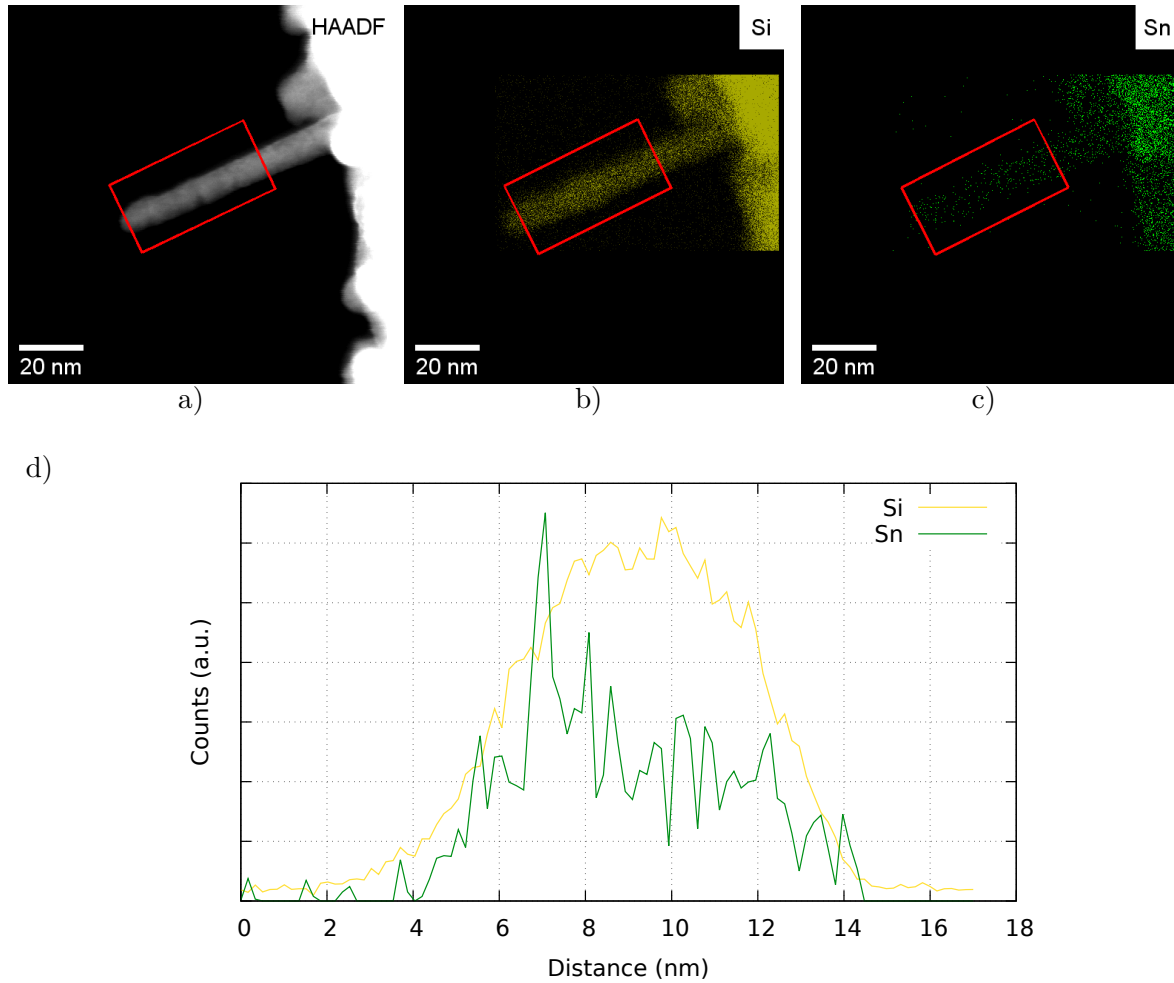 HAADF
Si
Sn
20 nm
20 nm
20 nm
a)
b)
c)
d)
Si
Sn
Counts (a.u.)
0 2 4 6 8 10 12 14 16 18
Distance (nm)